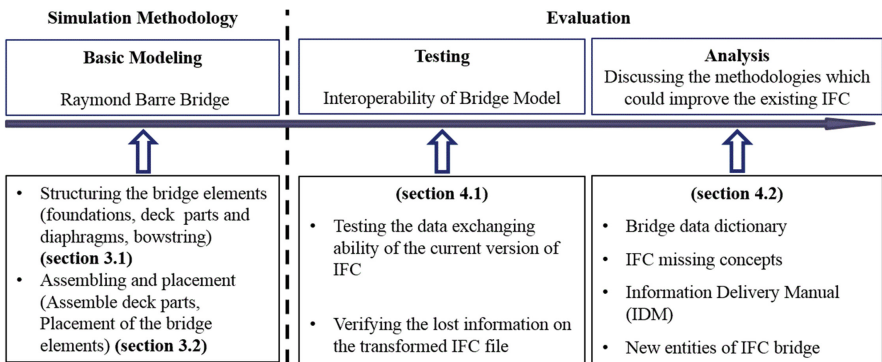 Simulation Methodology
Evaluation
Basic Modeling
Raymond Barre Bridge
Testing
Interoperability of Bridge Model
Analysis
Discussing the methodologies which
could improve the existing IFC
• Structuring the bridge elements
(foundations, deck parts and
diaphragms, bowstring)
(section 3.1)
• Assembling and placement
(Assemble deck parts,
Placement of the bridge
elements) (section 3.2)
(section 4.1)
• Testing the data exchanging
ability of the current version of
IFC
• Verifying the lost information on
the transformed IFC file
(section 4.2)
• Bridge data dictionary
• IFC missing concepts
• Information Delivery Manual
(IDM)
• New entities of IFC bridge